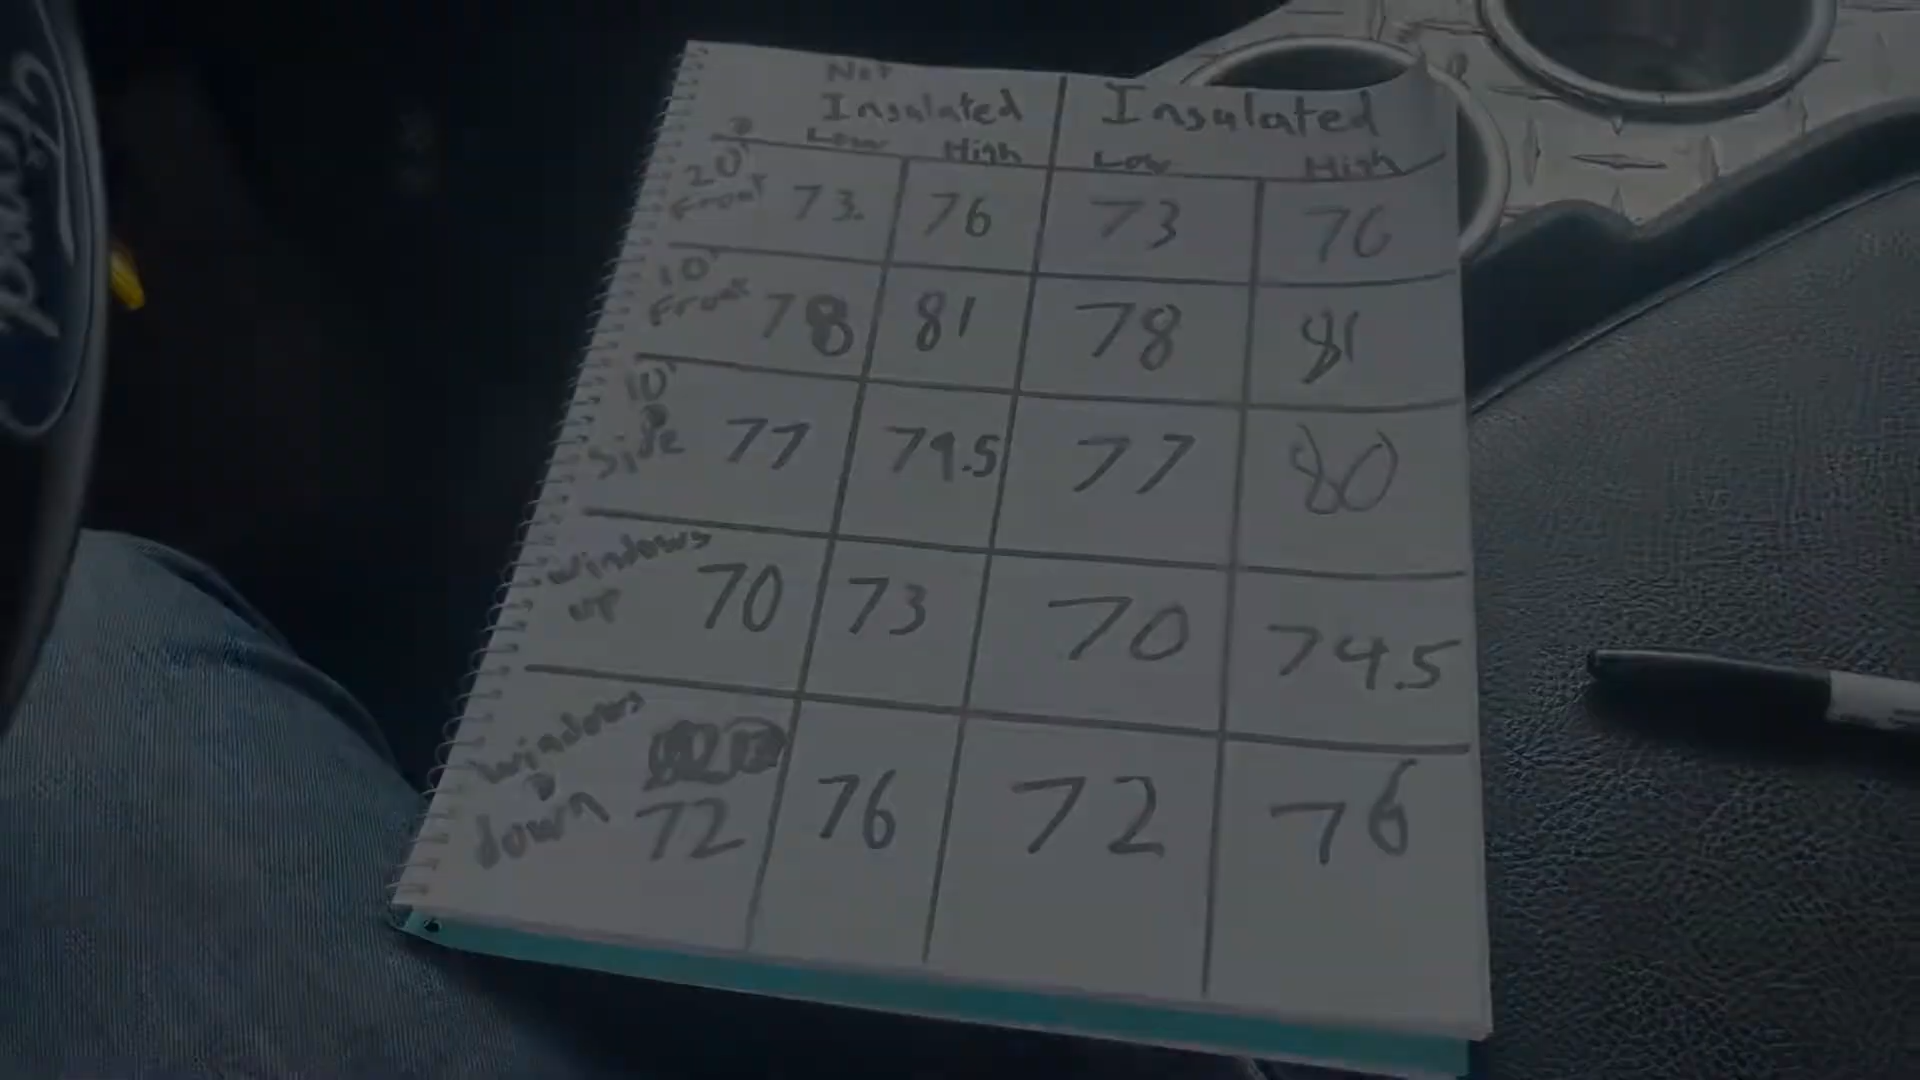 Ford
Not
Insulated Insulated
Low High Low High
20' Front 73 76 73 76
10' Front 78 81 78 81
10' Side 77 79.5 77 80
Windows up 70 73 70 74.5
Windows down 72 76 72 76